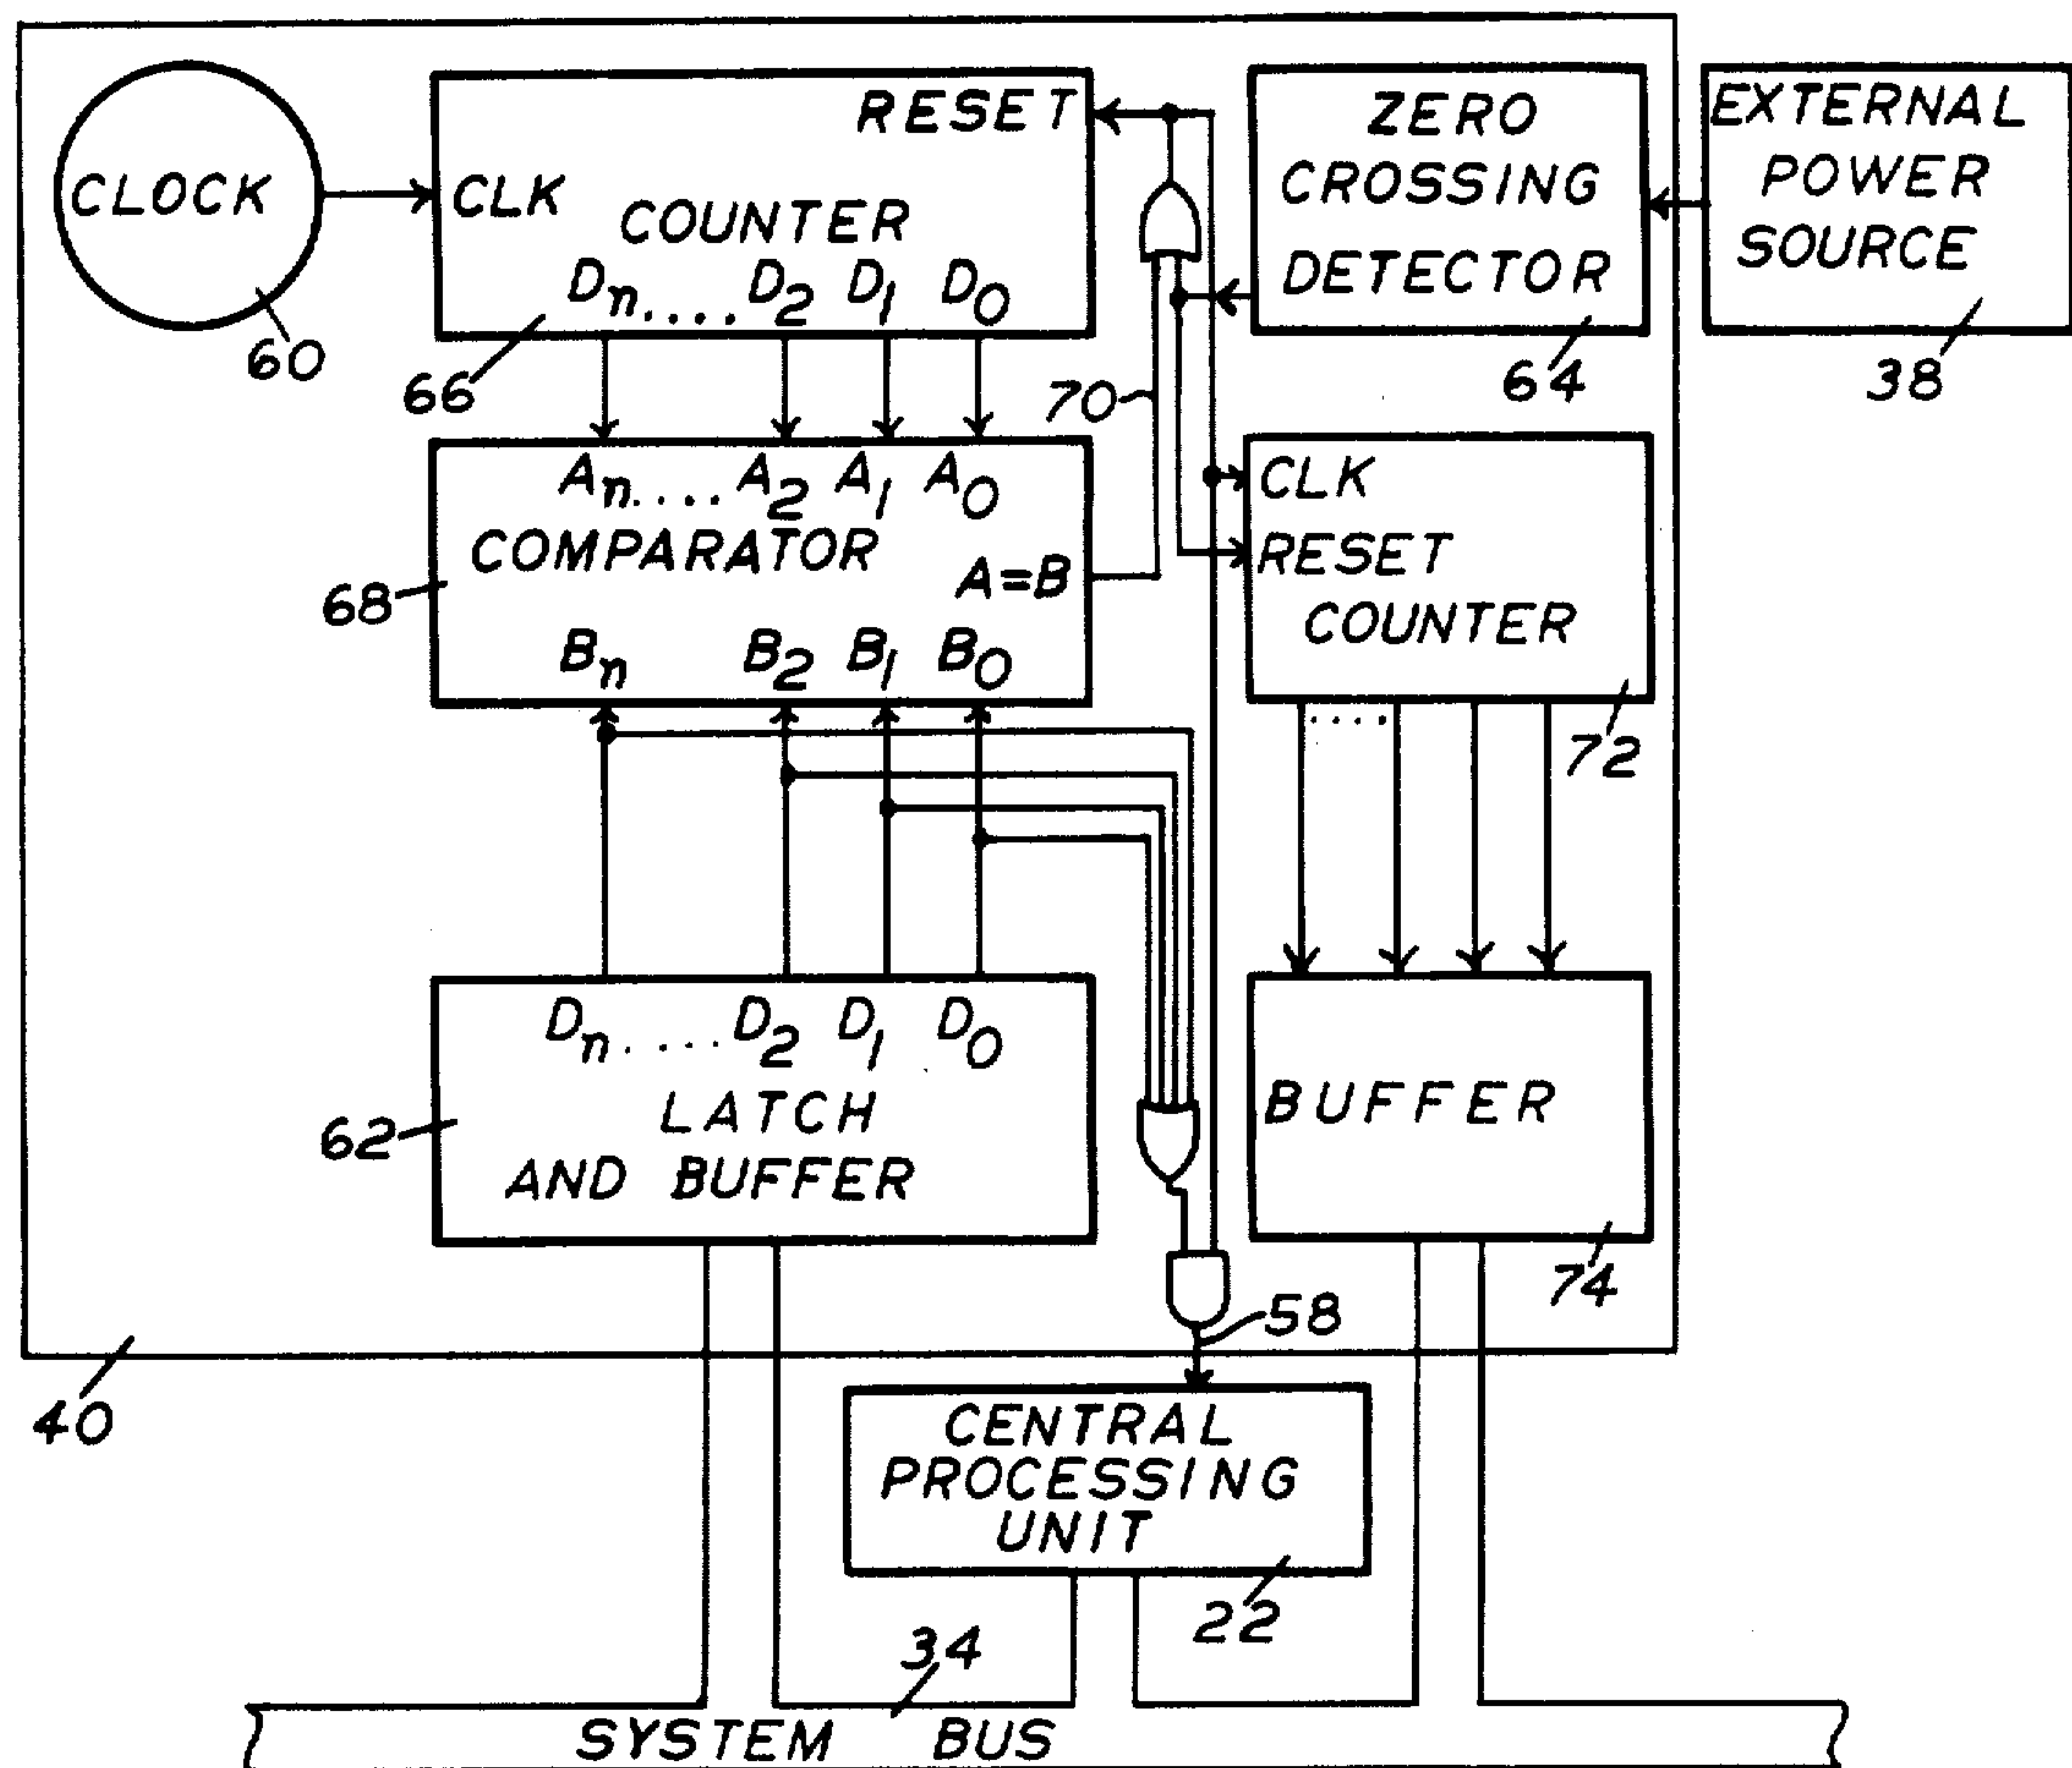 CLOCK
60
RESET
CLK
COUNTER
Dn.... D2 D1 D0
66
ZERO
CROSSING
DETECTOR
64
EXTERNAL
POWER
SOURCE
38
70
An.... A2 A1 A0
COMPARATOR
A=B
Bn B2 B1 B0
68
CLK
RESET
COUNTER
....
72
Dn..... D2 D1 D0
LATCH
AND BUFFER
62
BUFFER
74
58
40
CENTRAL
PROCESSING
UNIT
22
34
SYSTEM BUS